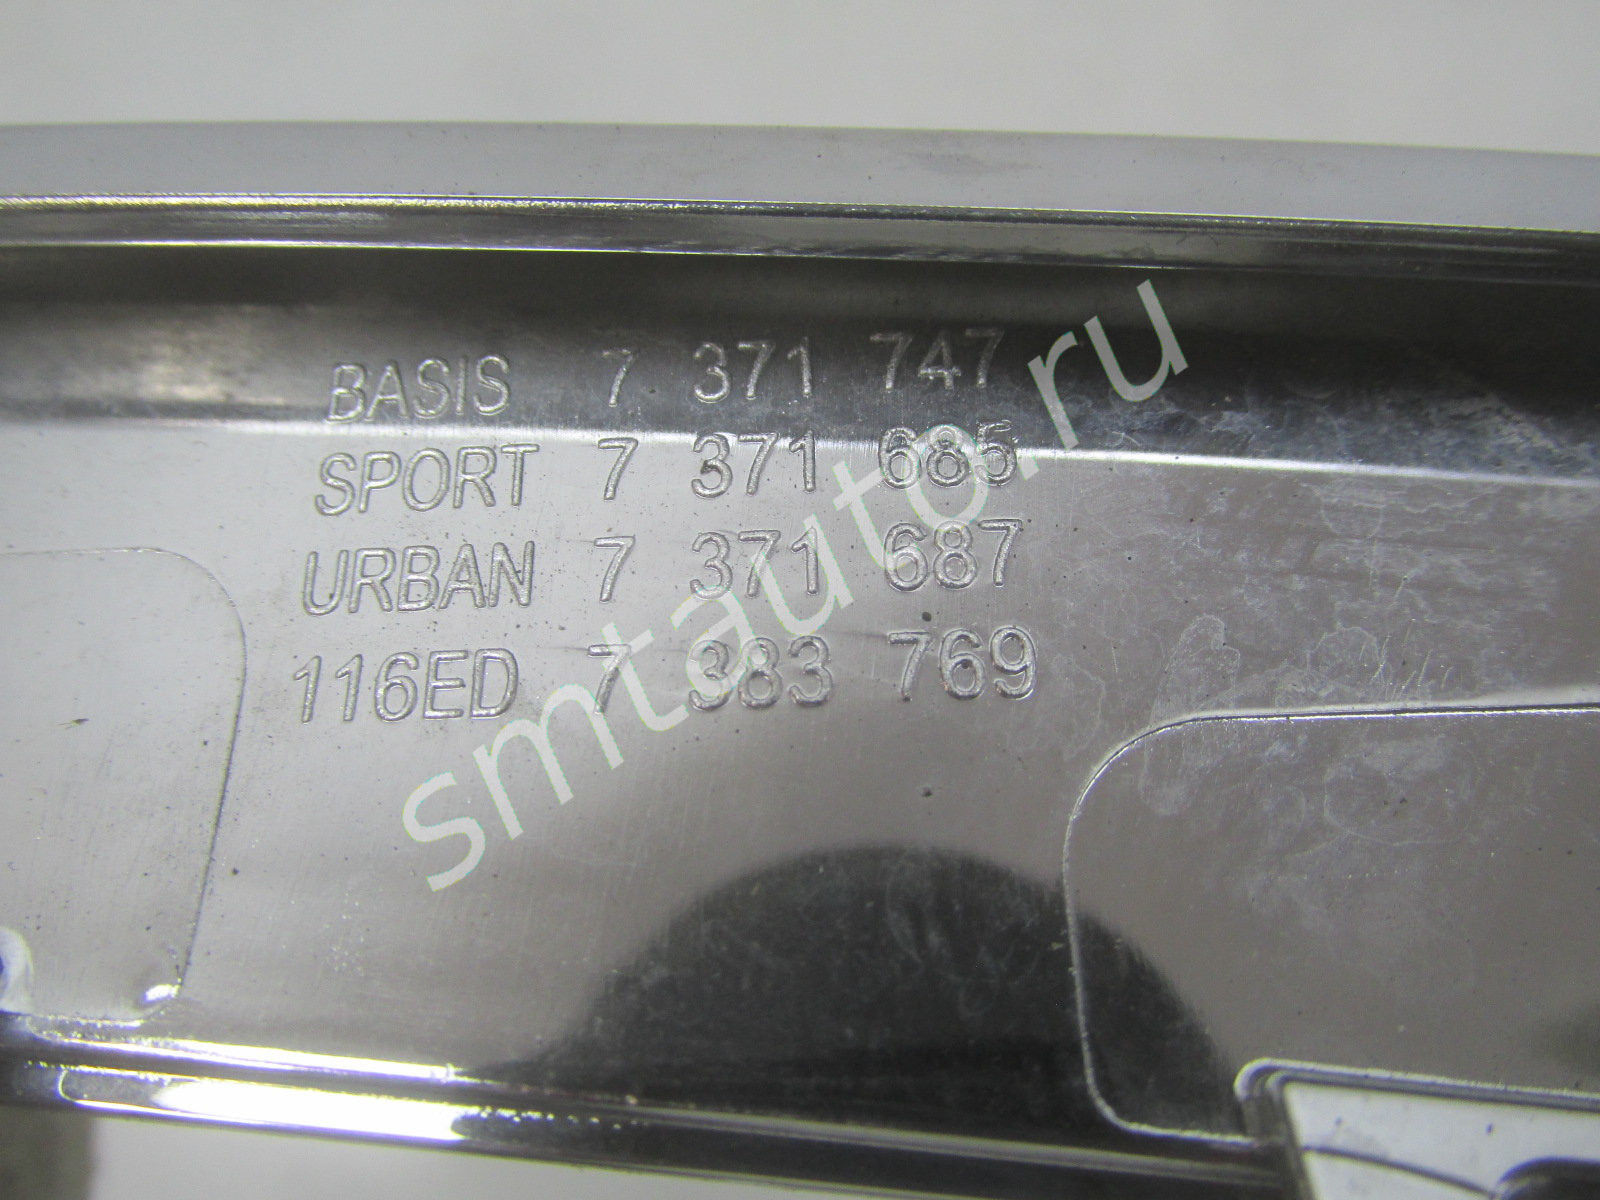 BASIS 7 371 747
SPORT 7 371 685
URBAN 7 371 687
116ED 7 383 769
smtauto.ru